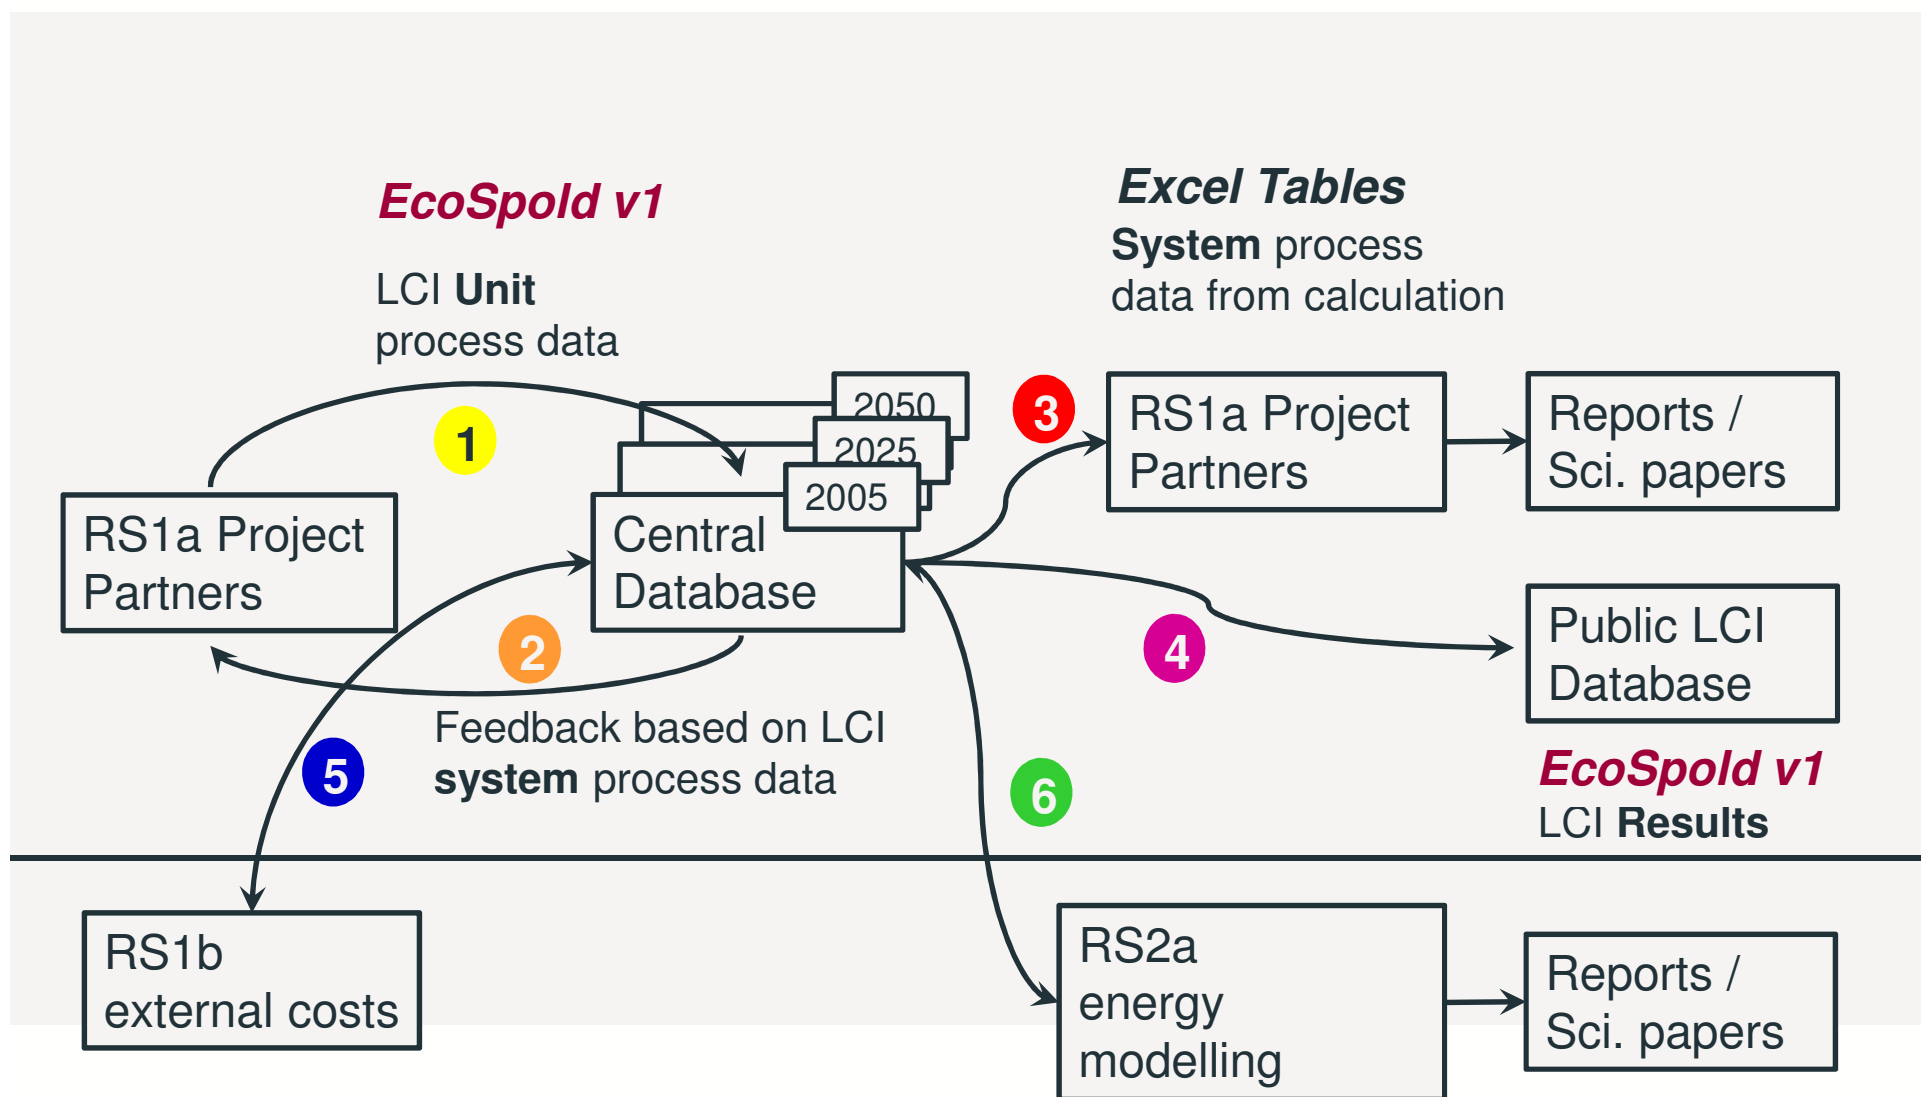 EcoSpold v1
LCI Unit
process data
Excel Tables
System process
data from calculation
1
2050
2025
2005
3
RS1a Project
Partners
Reports /
Sci. papers
RS1a Project
Partners
Central
Database
2
4
Public LCI
Database
Feedback based on LCI
system process data
5
6
EcoSpold v1
LCI Results
RS1b
external costs
RS2a
energy
modelling
Reports /
Sci. papers